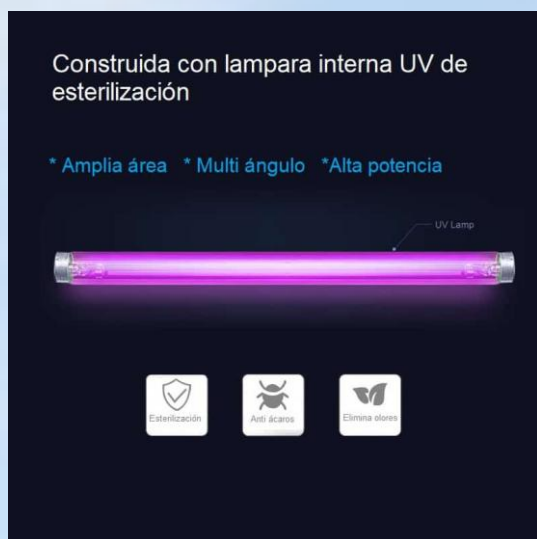 Construida con lampara interna UV de
esterilización
* Amplia área * Multi ángulo *Alta potencia
UV Lamp
Esterilización
Anti ácaros
Elimina olores